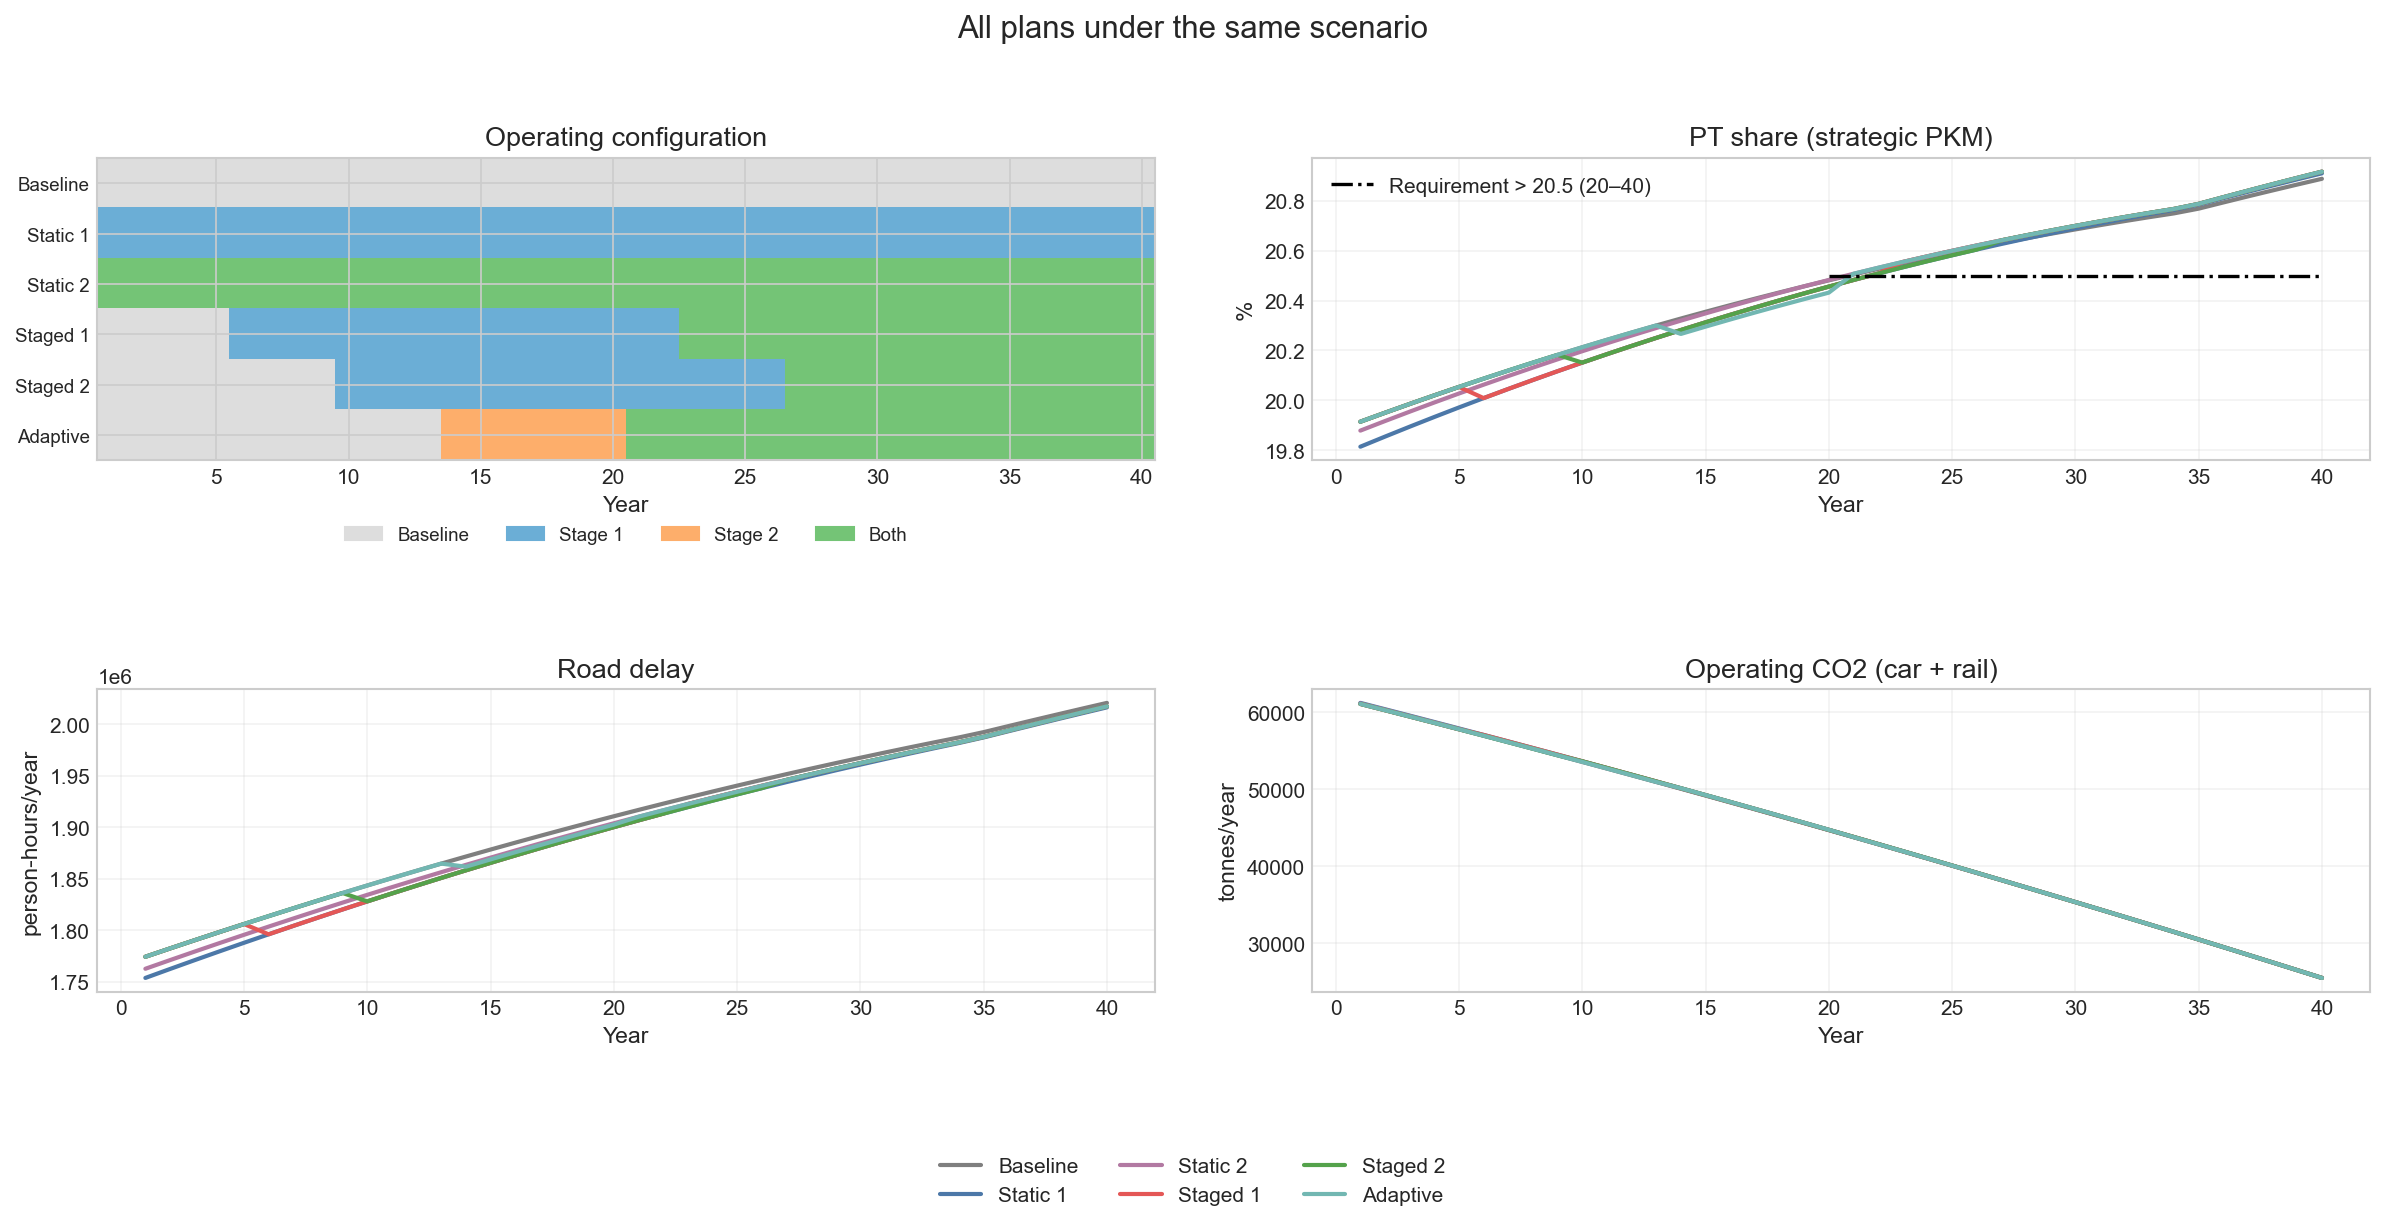 All plans under the same scenario
Operating configuration
Baseline
Static 1
Static 2
Staged 1
Staged 2
Adaptive
5 10 15 20 25 30 35 40
Year
Baseline Stage 1 Stage 2 Both
PT share (strategic PKM)
Requirement > 20.5 (20–40)
%
20.8
20.6
20.4
20.2
20.0
19.8
0 5 10 15 20 25 30 35 40
Year
Road delay
1e6
person-hours/year
2.00
1.95
1.90
1.85
1.80
1.75
0 5 10 15 20 25 30 35 40
Year
Operating CO2 (car + rail)
tonnes/year
60000
50000
40000
30000
0 5 10 15 20 25 30 35 40
Year
Baseline Static 2 Staged 2
Static 1 Staged 1 Adaptive